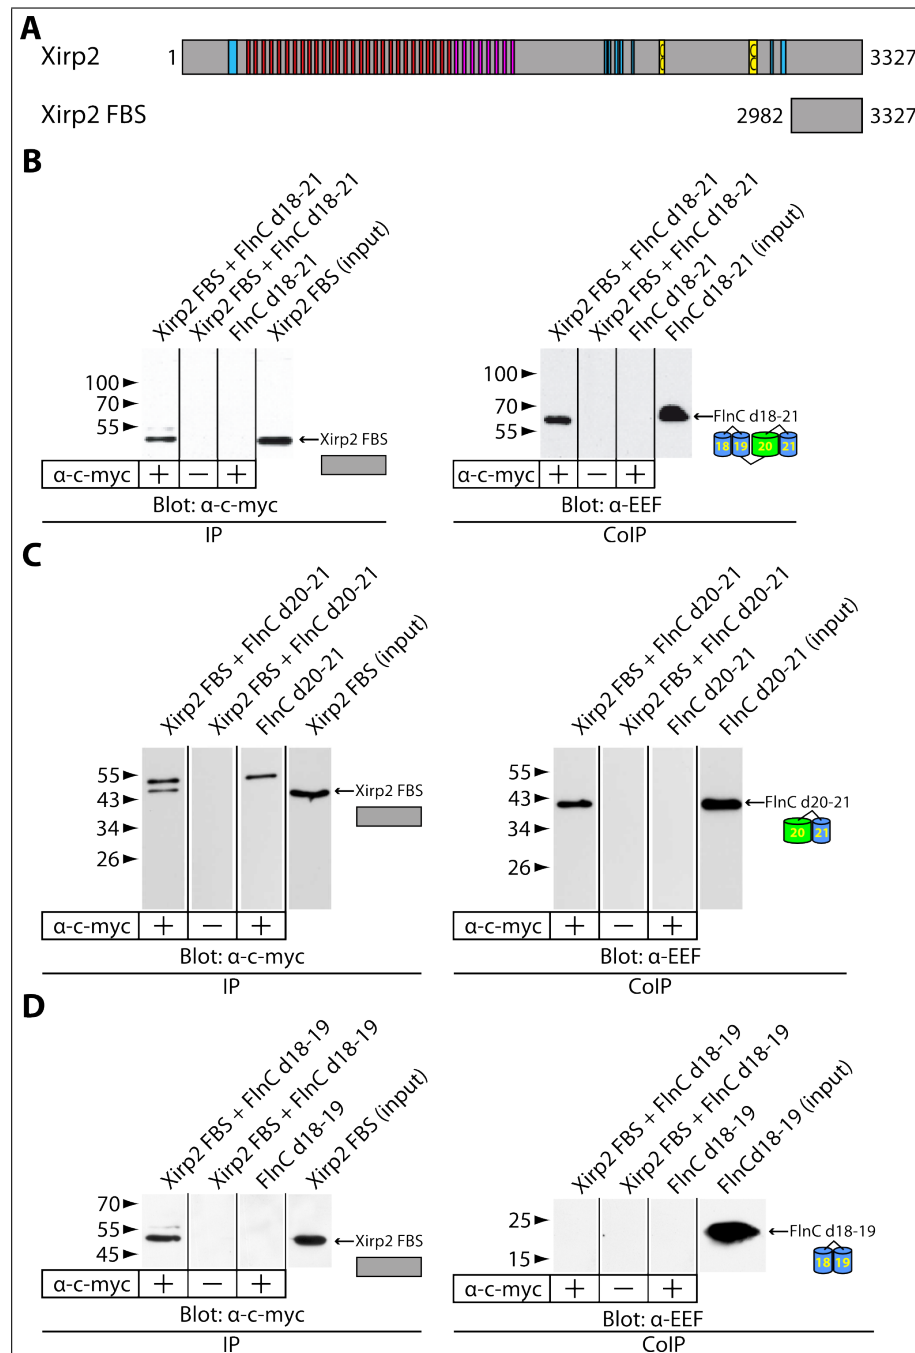 A
Xirp2
1
3327
Xirp2 FBS
2982
3327
B
Xirp2 FBS + FlnC d18-21
Xirp2 FBS + FlnC d18-21
FlnC d18-21
Xirp2 FBS (input)
100
70
55
Xirp2 FBS
α-c-myc + − +
Blot: α-c-myc
IP
Xirp2 FBS + FlnC d18-21
Xirp2 FBS + FlnC d18-21
FlnC d18-21
FlnC d18-21 (input)
100
70
55
FlnC d18-21
18 19 20 21
α-c-myc + − +
Blot: α-EEF
CoIP
C
Xirp2 FBS + FlnC d20-21
Xirp2 FBS + FlnC d20-21
FlnC d20-21
Xirp2 FBS (input)
55
43
34
26
Xirp2 FBS
α-c-myc + − +
Blot: α-c-myc
IP
Xirp2 FBS + FlnC d20-21
Xirp2 FBS + FlnC d20-21
FlnC d20-21
FlnC d20-21 (input)
55
43
34
26
FlnC d20-21
20 21
α-c-myc + − +
Blot: α-EEF
CoIP
D
Xirp2 FBS + FlnC d18-19
Xirp2 FBS + FlnC d18-19
FlnC d18-19
Xirp2 FBS (input)
70
55
45
Xirp2 FBS
α-c-myc + − +
Blot: α-c-myc
IP
Xirp2 FBS + FlnC d18-19
Xirp2 FBS + FlnC d18-19
FlnC d18-19
FlnCd18-19 (input)
25
15
FlnC d18-19
18 19
α-c-myc + − +
Blot: α-EEF
CoIP